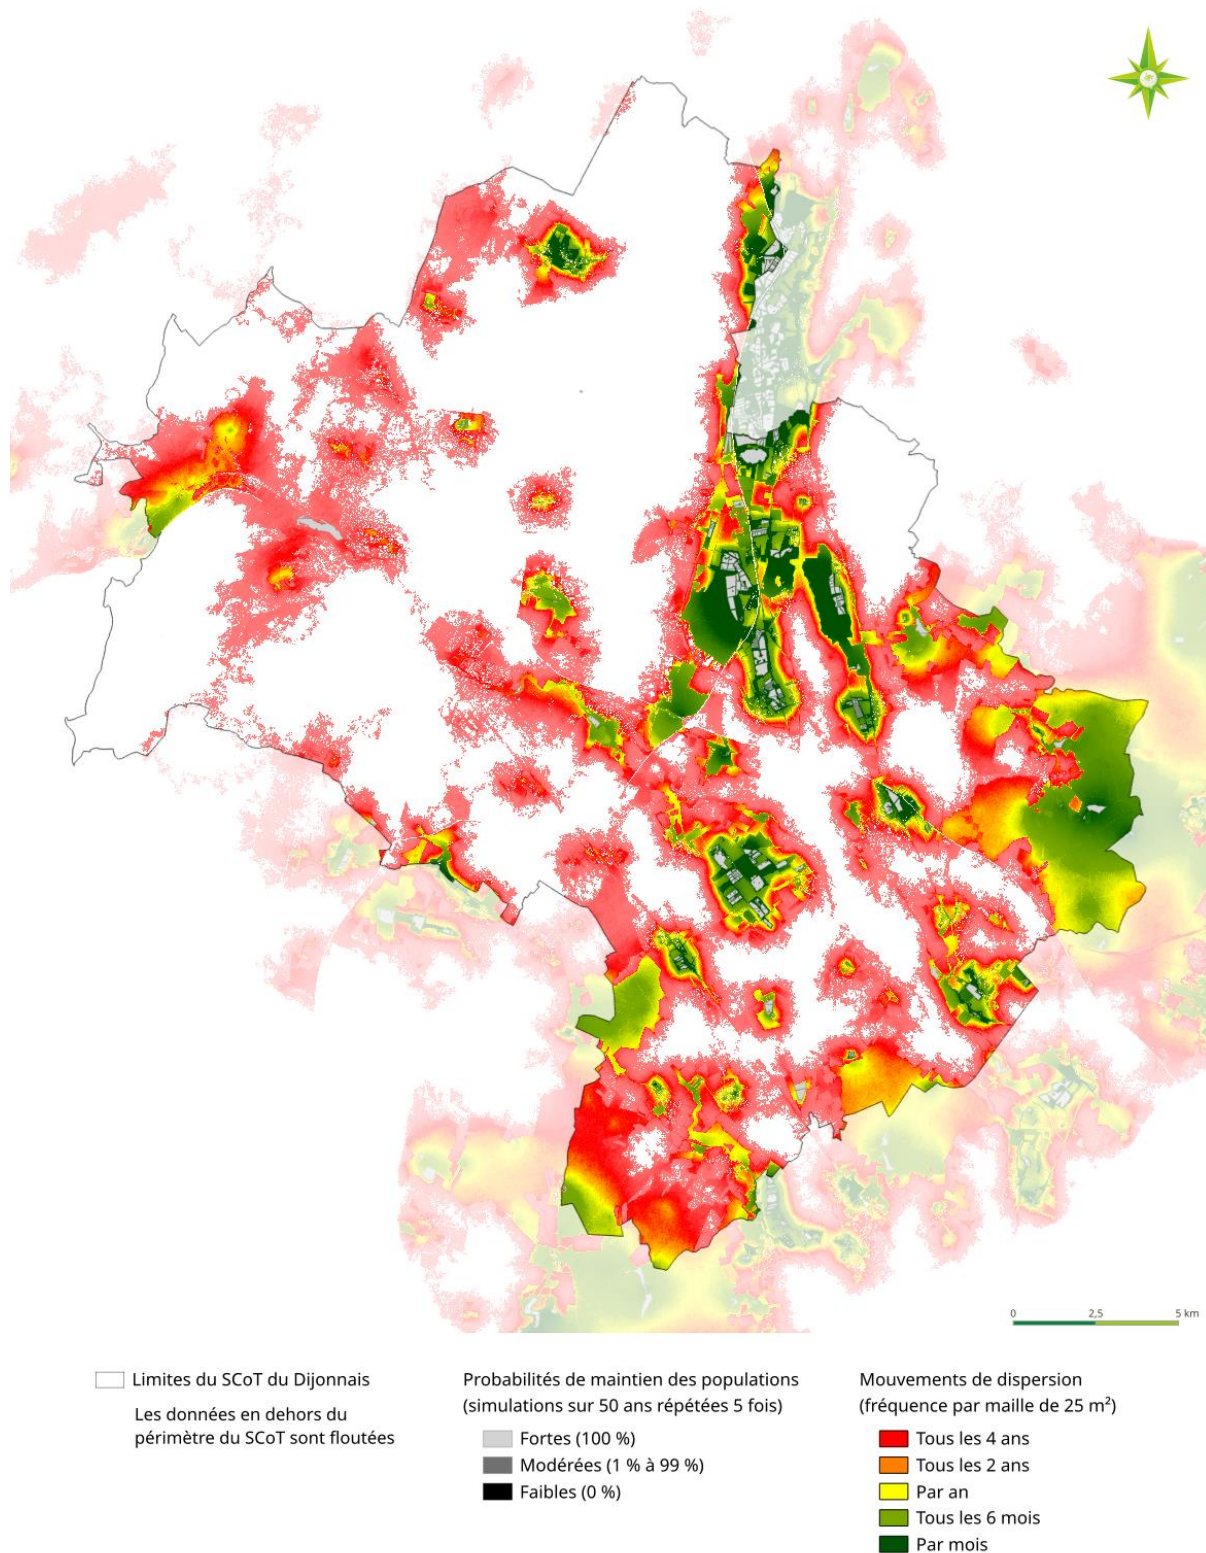 0 2,5 5 km
Limites du SCoT du Dijonnais
Les données en dehors du
périmètre du SCoT sont floutées
Probabilités de maintien des populations
(simulations sur 50 ans répétées 5 fois)
Fortes (100 %)
Modérées (1 % à 99 %)
Faibles (0 %)
Mouvements de dispersion
(fréquence par maille de 25 m²)
Tous les 4 ans
Tous les 2 ans
Par an
Tous les 6 mois
Par mois